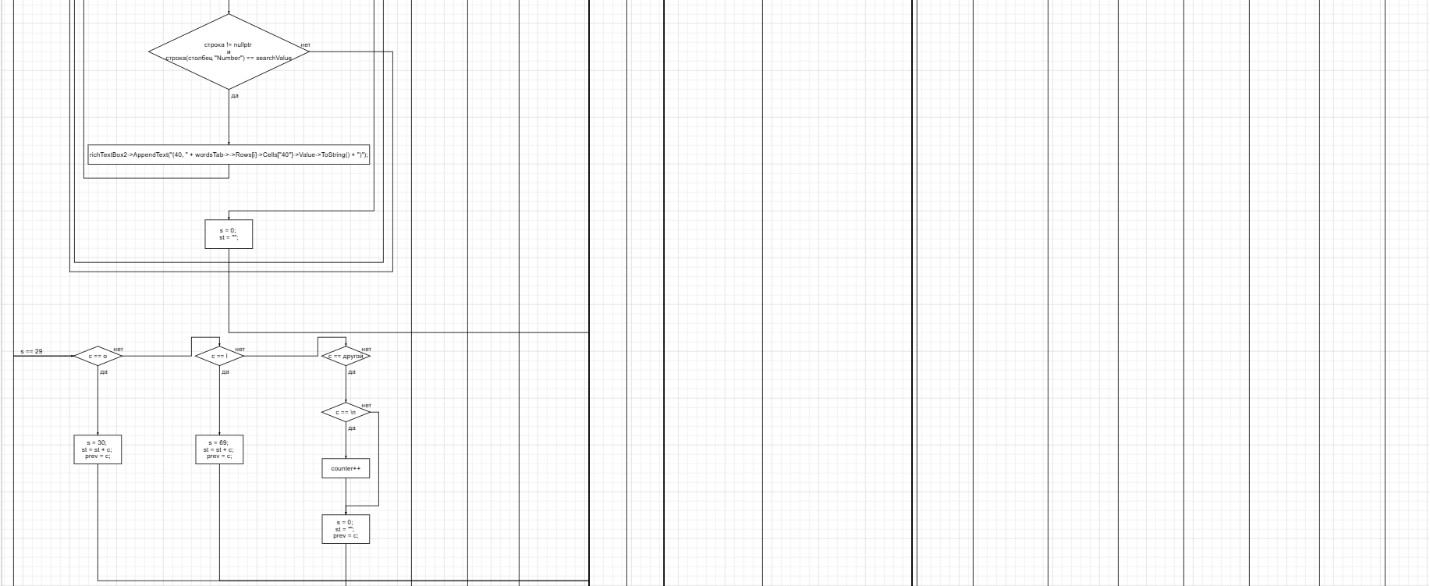 строка != nullptr
и
строка(столбец "Number") == searchValue
нет
да
richTextBox2->AppendText("(40, " + wordsTab->->Rows[i]->Cells["40"]->Value->ToString() + ")");
s = 0;
st = "";
s == 29
c == o
нет
c == l
нет
c == другой
нет
да
да
да
c == \n
нет
да
s = 30;
st = st + c;
prev = c;
s = 69;
st = st + c;
prev = c;
counter++
s = 0;
st = "";
prev = c;